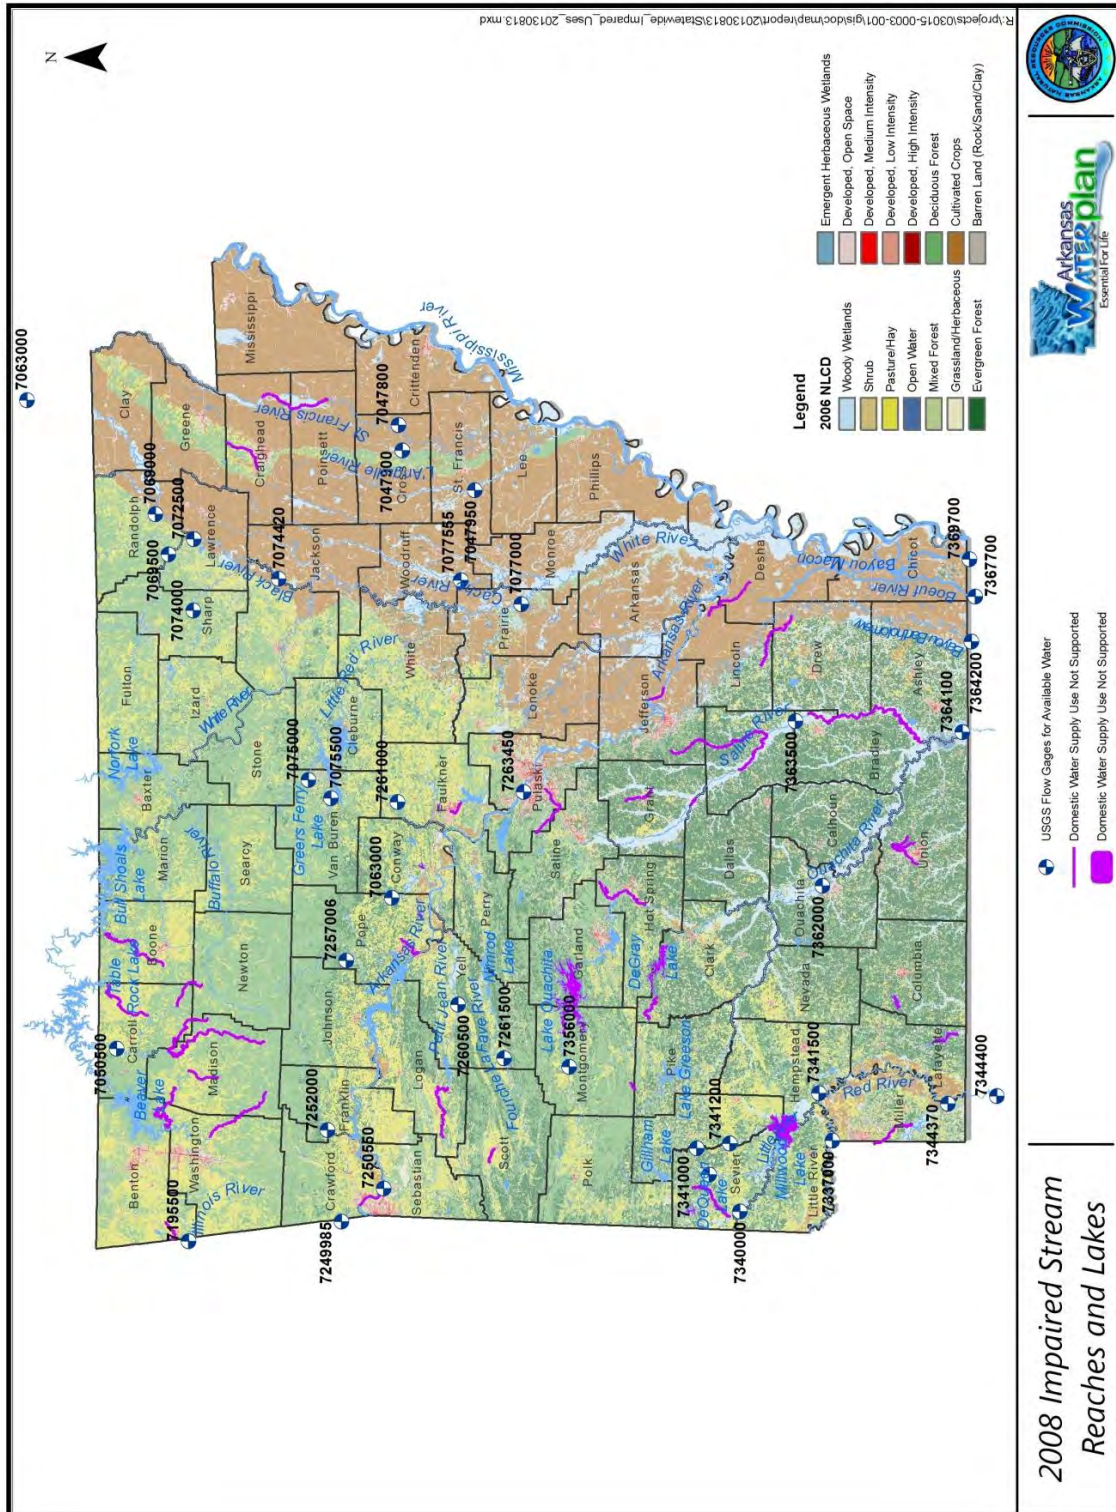 N
7063000
Clay
Randolph
7069000
Greene
Mississippi
7072500
7069500
Lawrence
Craighead
St. Francis River
Poinsett
L'Anguille River
7047800
Crittenden
Mississippi River
7047900
Cross
St. Francis
Lee
Phillips
7074420
Jackson
Black River
7074000
Sharp
Woodruff
7077555
7047950
Cache River
7077000
Monroe
White River
Prairie
Fulton
Izard
White River
Norfork Lake
Baxter
Stone
7075000
Little Red River
Cleburne
7075500
White
7261000
Faulkner
Lonoke
7263450
Pulaski
Arkansas
Desha
Arkansas River
Jefferson
Lincoln
Bayou Macon
Chicot
Boeuf River
7369700
7367700
Bayou Bartholomew
Drew
Ashley
7364200
7364100
Saline River
7363500
Bradley
Bull Shoals Lake
Marion
Buffalo River
Searcy
Greers Ferry Lake
Van Buren
7063000
Conway
7257006
Pope
Arkansas River
Perry
Saline
Grant
Hot Spring
Dallas
Calhoun
Ouachita River
Union
Table Rock Lake
Boone
Newton
Johnson
Petit Jean River
Yell
Nimrod Lake
Fourche la Fave River
7261500
7260500
Lake Ouachita
Garland
7356000
Montgomery
DeGray Lake
Clark
Ouachita
7362000
Nevada
Columbia
7050500
Carroll
Beaver Lake
Madison
7252000
Franklin
Logan
7250550
Scott
Polk
Pike
Lake Greeson
Gillham Lake
7341200
7341000
DeQueen Lake
Sevier
Hempstead
7341500
Red River
Lafayette
Miller
7344400
7344370
Benton
Washington
7195500
Illinois River
Crawford
7249985
Sebastian
7340000
Little
Millwood Lake
Little River
7337000
Legend
2006 NLCD
Woody Wetlands
Shrub
Pasture/Hay
Open Water
Mixed Forest
Grassland/Herbaceous
Evergreen Forest
Emergent Herbaceous Wetlands
Developed, Open Space
Developed, Medium Intensity
Developed, Low Intensity
Developed, High Intensity
Deciduous Forest
Cultivated Crops
Barren Land (Rock/Sand/Clay)
R:\projects\03015-0003-001\gis\doc\map\report\20130813\Statewide_Impared_Uses_20130813.mxd
2008 Impaired Stream
Reaches and Lakes
USGS Flow Gages for Available Water
Domestic Water Supply Use Not Supported
Domestic Water Supply Use Not Supported
Arkansas
WATERplan
Essential For Life
ARKANSAS NATURAL RESOURCES COMMISSION